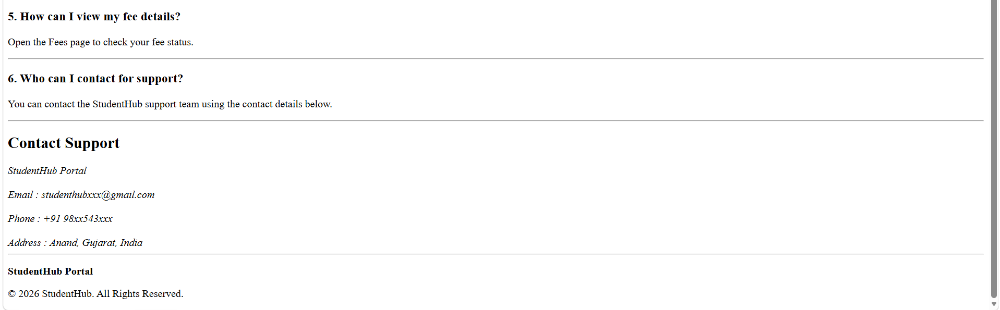 5. How can I view my fee details?
Open the Fees page to check your fee status.
6. Who can I contact for support?
You can contact the StudentHub support team using the contact details below.
Contact Support
StudentHub Portal
Email : studenthubxxx@gmail.com
Phone : +91 98xx543xxx
Address : Anand, Gujarat, India
StudentHub Portal
© 2026 StudentHub. All Rights Reserved.